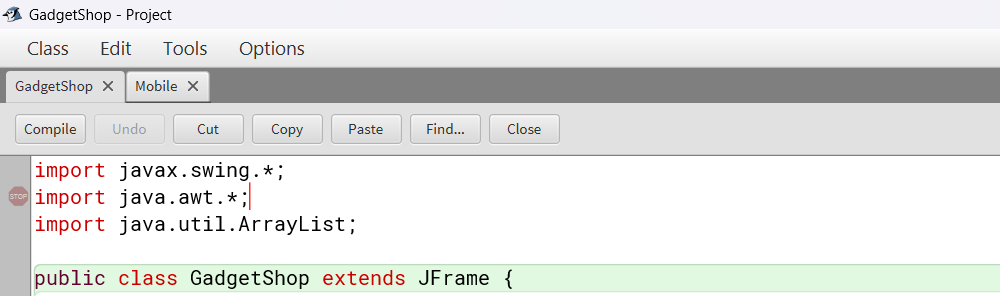 GadgetShop - Project
Class Edit Tools Options
GadgetShop × Mobile ×
Compile Undo Cut Copy Paste Find... Close
import javax.swing.*;
STOP import java.awt.*;
import java.util.ArrayList;
public class GadgetShop extends JFrame {